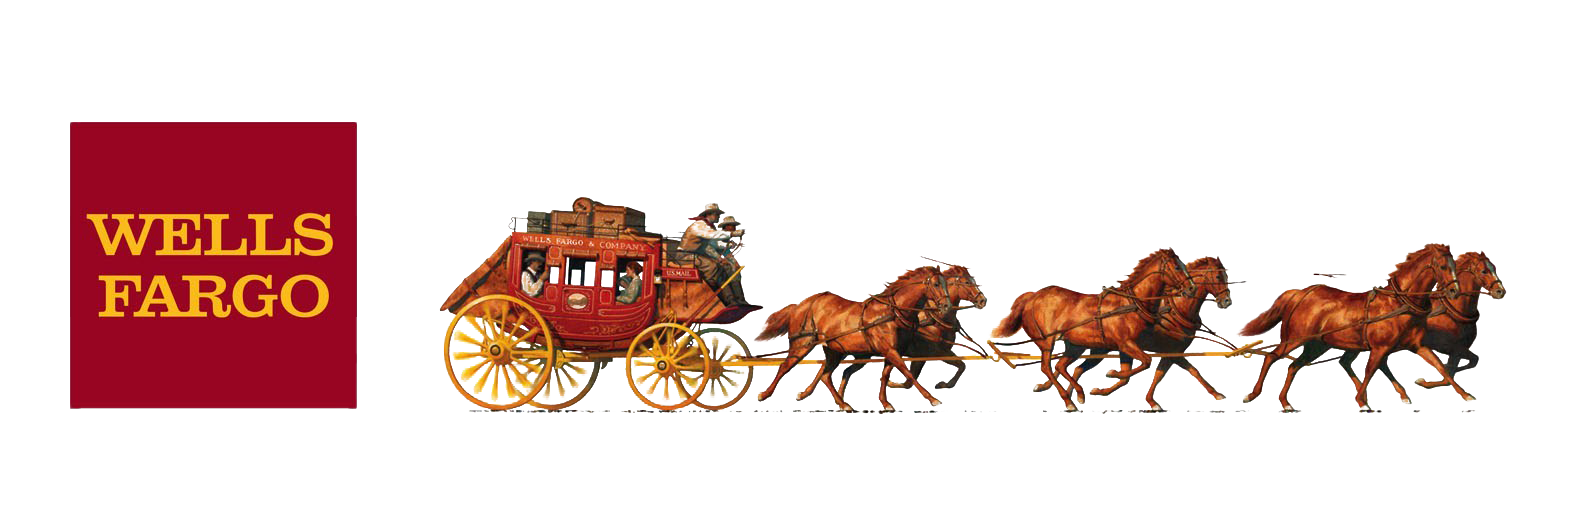 WELLS
FARGO
WELLS FARGO & COMPANY
U.S.MAIL